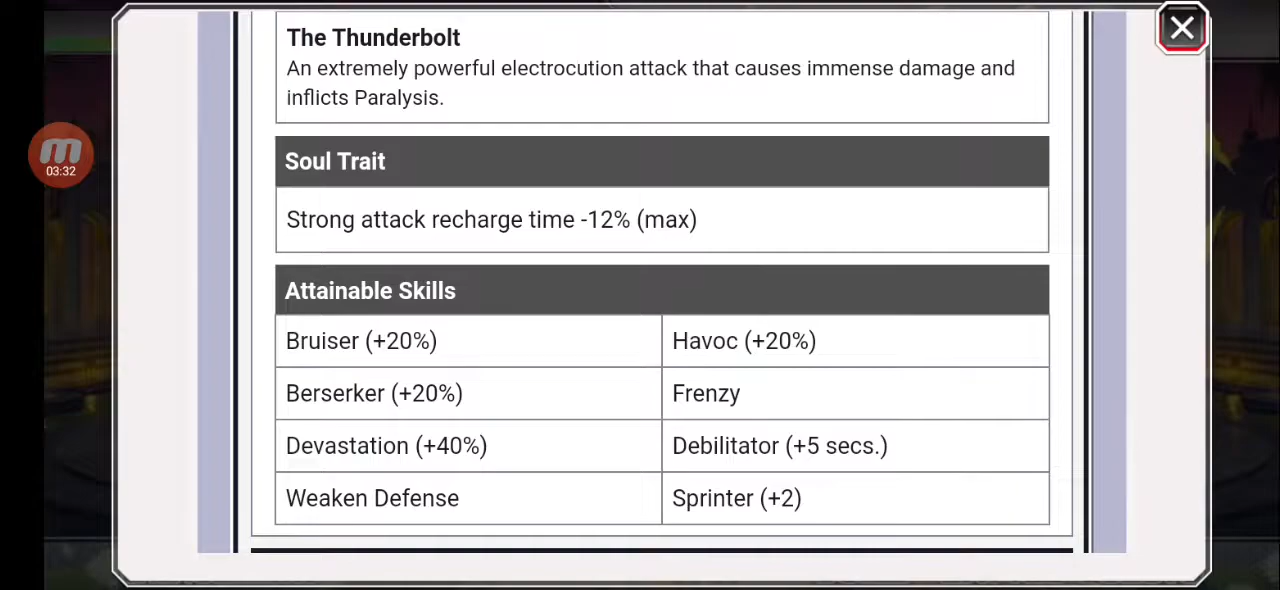 The Thunderbolt
An extremely powerful electrocution attack that causes immense damage and
inflicts Paralysis.
03:32
Soul Trait
Strong attack recharge time -12% (max)
Attainable Skills
Bruiser (+20%) Havoc (+20%)
Berserker (+20%) Frenzy
Devastation (+40%) Debilitator (+5 secs.)
Weaken Defense Sprinter (+2)